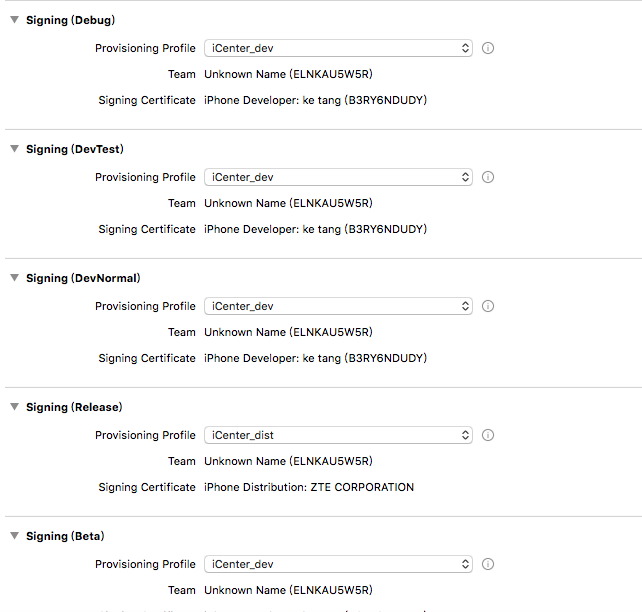 Signing (Debug)
Provisioning Profile iCenter_dev
Team Unknown Name (ELNKAU5W5R)
Signing Certificate iPhone Developer: ke tang (B3RY6NDUDY)
Signing (DevTest)
Provisioning Profile iCenter_dev
Team Unknown Name (ELNKAU5W5R)
Signing Certificate iPhone Developer: ke tang (B3RY6NDUDY)
Signing (DevNormal)
Provisioning Profile iCenter_dev
Team Unknown Name (ELNKAU5W5R)
Signing Certificate iPhone Developer: ke tang (B3RY6NDUDY)
Signing (Release)
Provisioning Profile iCenter_dist
Team Unknown Name (ELNKAU5W5R)
Signing Certificate iPhone Distribution: ZTE CORPORATION
Signing (Beta)
Provisioning Profile iCenter_dev
Team Unknown Name (ELNKAU5W5R)